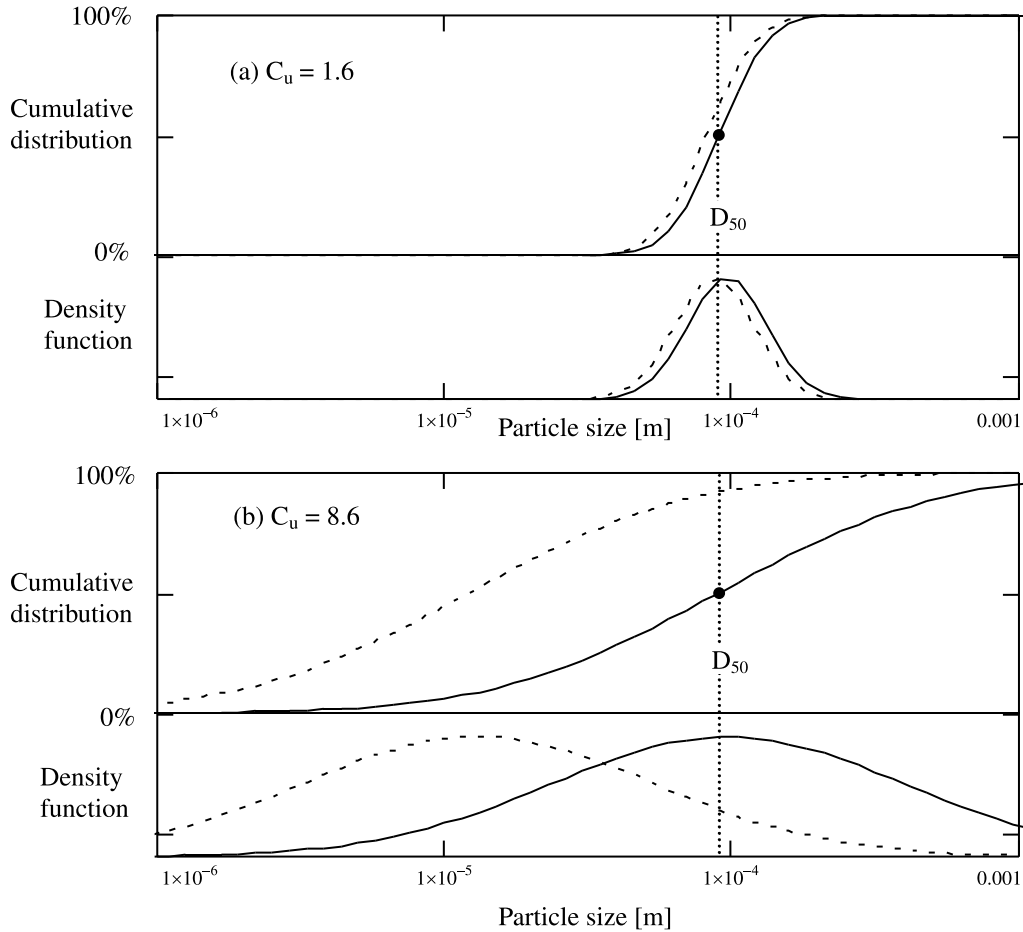 100%
(a) Cᵤ = 1.6
Cumulative
distribution
D₅₀
0%
Density
function
1×10⁻⁶
1×10⁻⁵
1×10⁻⁴
0.001
Particle size [m]
100%
(b) Cᵤ = 8.6
Cumulative
distribution
D₅₀
0%
Density
function
1×10⁻⁶
1×10⁻⁵
1×10⁻⁴
0.001
Particle size [m]